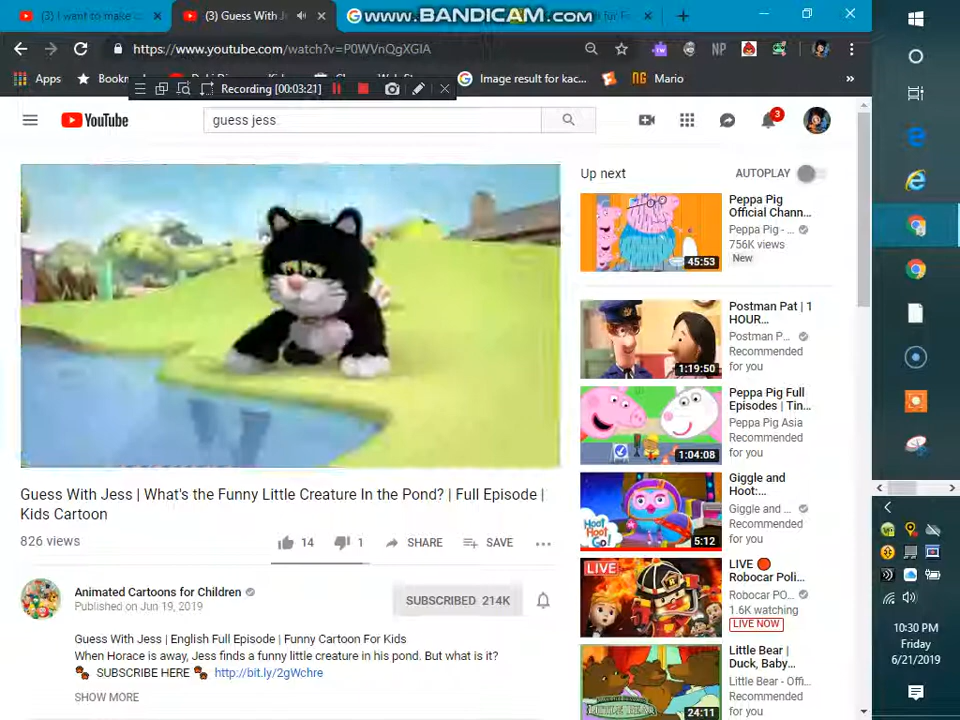 (3) I want to make c
(3) Guess With J
www.BANDICAM.com
https://www.youtube.com/watch?v=P0WVnQgXGIA
NP
Apps
Bookm
Image result for kac...
NG Mario
»
Recording [00:03:21]
YouTube
guess jess
3
Up next
AUTOPLAY
Peppa Pig
Official Chann...
Peppa Pig - ...
756K views
New
45:53
Postman Pat | 1
HOUR...
Postman P...
Recommended
for you
1:19:50
Peppa Pig Full
Episodes | Tin...
Peppa Pig Asia
Recommended
for you
1:04:08
Giggle and
Hoot:...
Giggle and ...
Recommended
for you
Hoot Hoot Go!
5:12
LIVE
LIVE 🔴
Robocar Poli...
Robocar PO...
1.6K watching
LIVE NOW
Little Bear |
Duck, Baby...
Little Bear - Offi...
Recommended
for you
24:11
Guess With Jess | What's the Funny Little Creature In the Pond? | Full Episode |
Kids Cartoon
826 views
14
1
SHARE
SAVE
Animated Cartoons for Children
Published on Jun 19, 2019
SUBSCRIBED 214K
Guess With Jess | English Full Episode | Funny Cartoon For Kids
When Horace is away, Jess finds a funny little creature in his pond. But what is it?
SUBSCRIBE HERE http://bit.ly/2gWchre
SHOW MORE
10:30 PM
Friday
6/21/2019